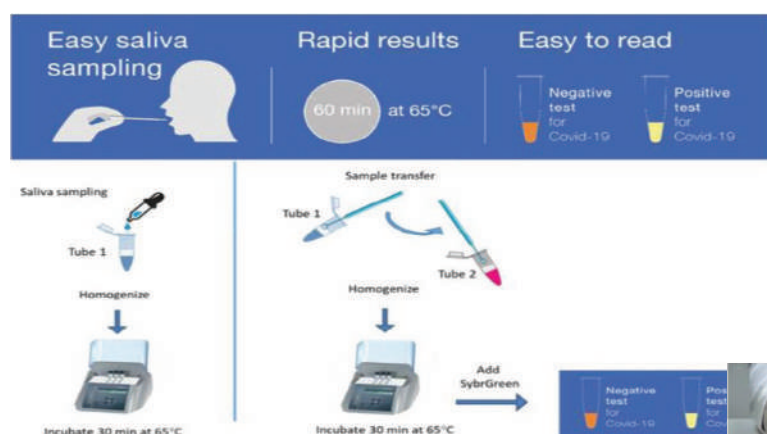 Easy saliva
sampling
Rapid results
60 min at 65°C
Easy to read
Negative
test
for
Covid-19
Positive
test
for
Covid-19
Saliva sampling
Tube 1
Homogenize
Incubate 30 min at 65°C
Sample transfer
Tube 1
Tube 2
Homogenize
Incubate 30 min at 65°C
Add
SybrGreen
Negative
test
for
Covid-19
test
for